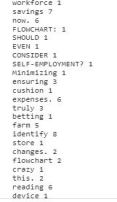 workforce 1
savings 7
now. 6
FLOWCHART: 1
SHOULD 1
EVEN 1
CONSIDER 1
SELF-EMPLOYMENT? 1
Minimizing 1
ensuring 3
cushion 1
expenses. 6
truly 3
betting 1
farm 5
identify 8
store 1
changes. 2
flowchart 2
crazy 1
this. 2
reading 6
device 1